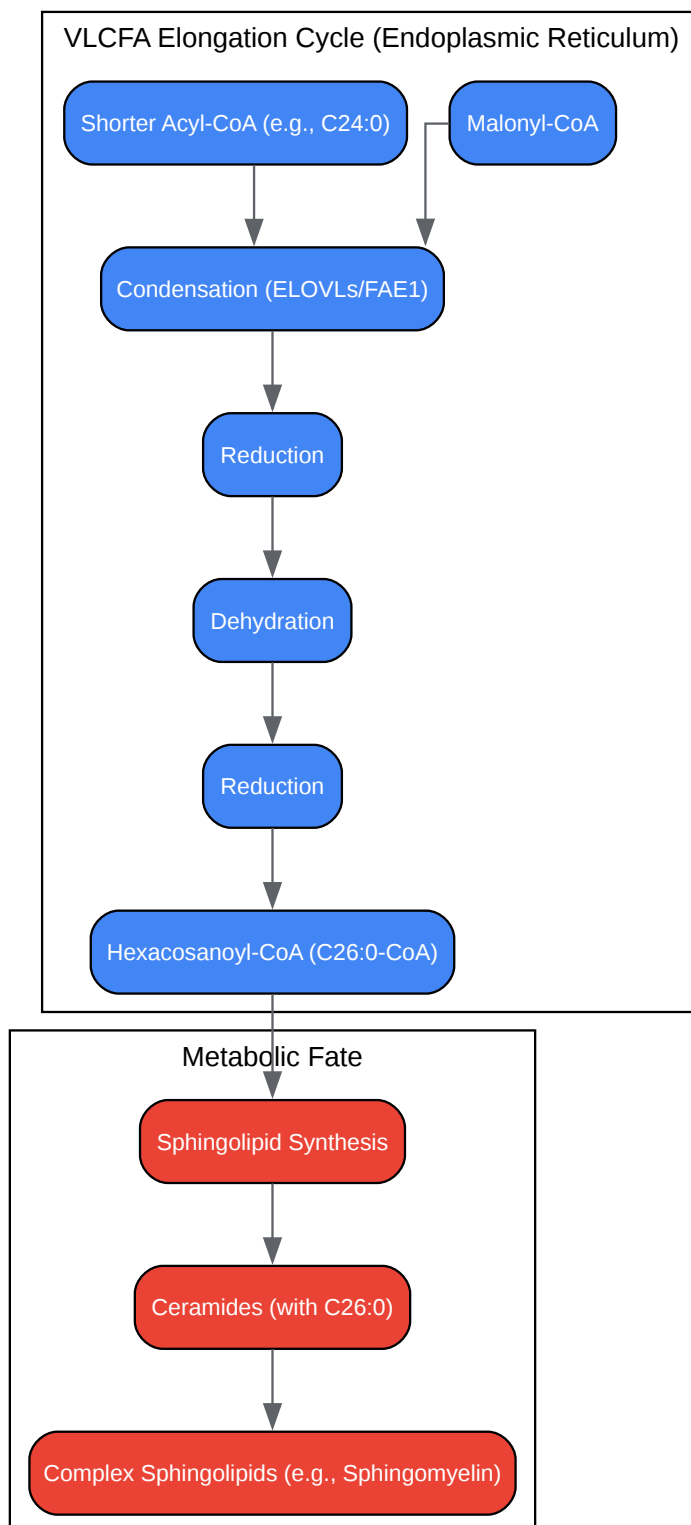 VLCFA Elongation Cycle (Endoplasmic Reticulum)
Shorter Acyl-CoA (e.g., C24:0)
Malonyl-CoA
Condensation (ELOVLs/FAE1)
Reduction
Dehydration
Reduction
Hexacosanoyl-CoA (C26:0-CoA)
Metabolic Fate
Sphingolipid Synthesis
Ceramides (with C26:0)
Complex Sphingolipids (e.g., Sphingomyelin)